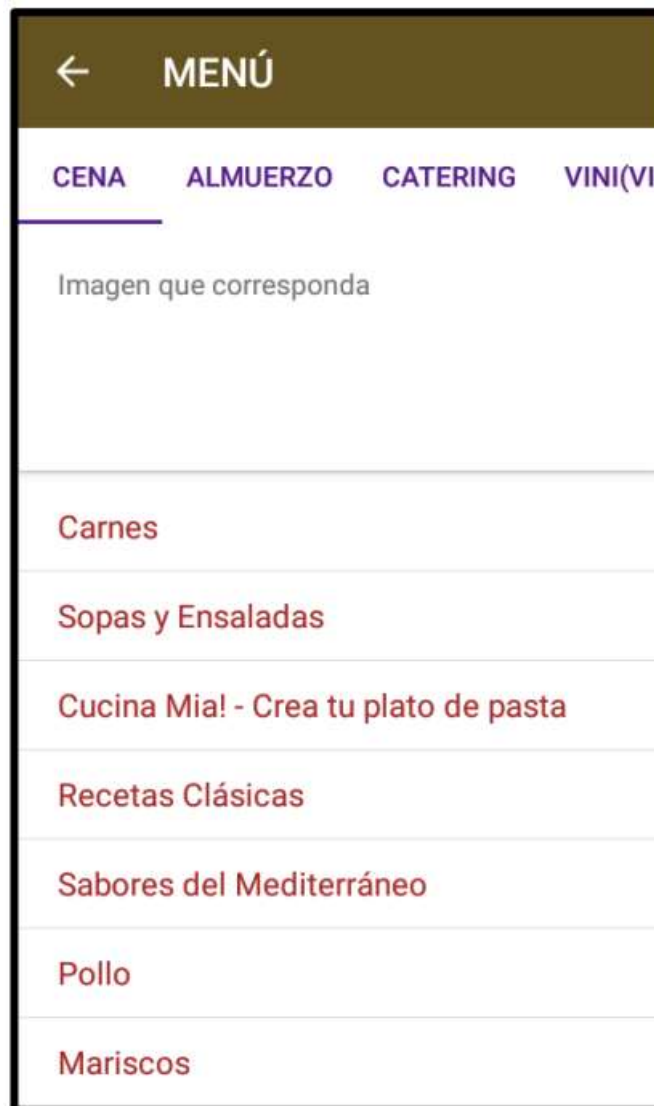 MENÚ
CENA ALMUERZO CATERING VINI(VI
Imagen que corresponda
Carnes
Sopas y Ensaladas
Cucina Mia! - Crea tu plato de pasta
Recetas Clásicas
Sabores del Mediterráneo
Pollo
Mariscos